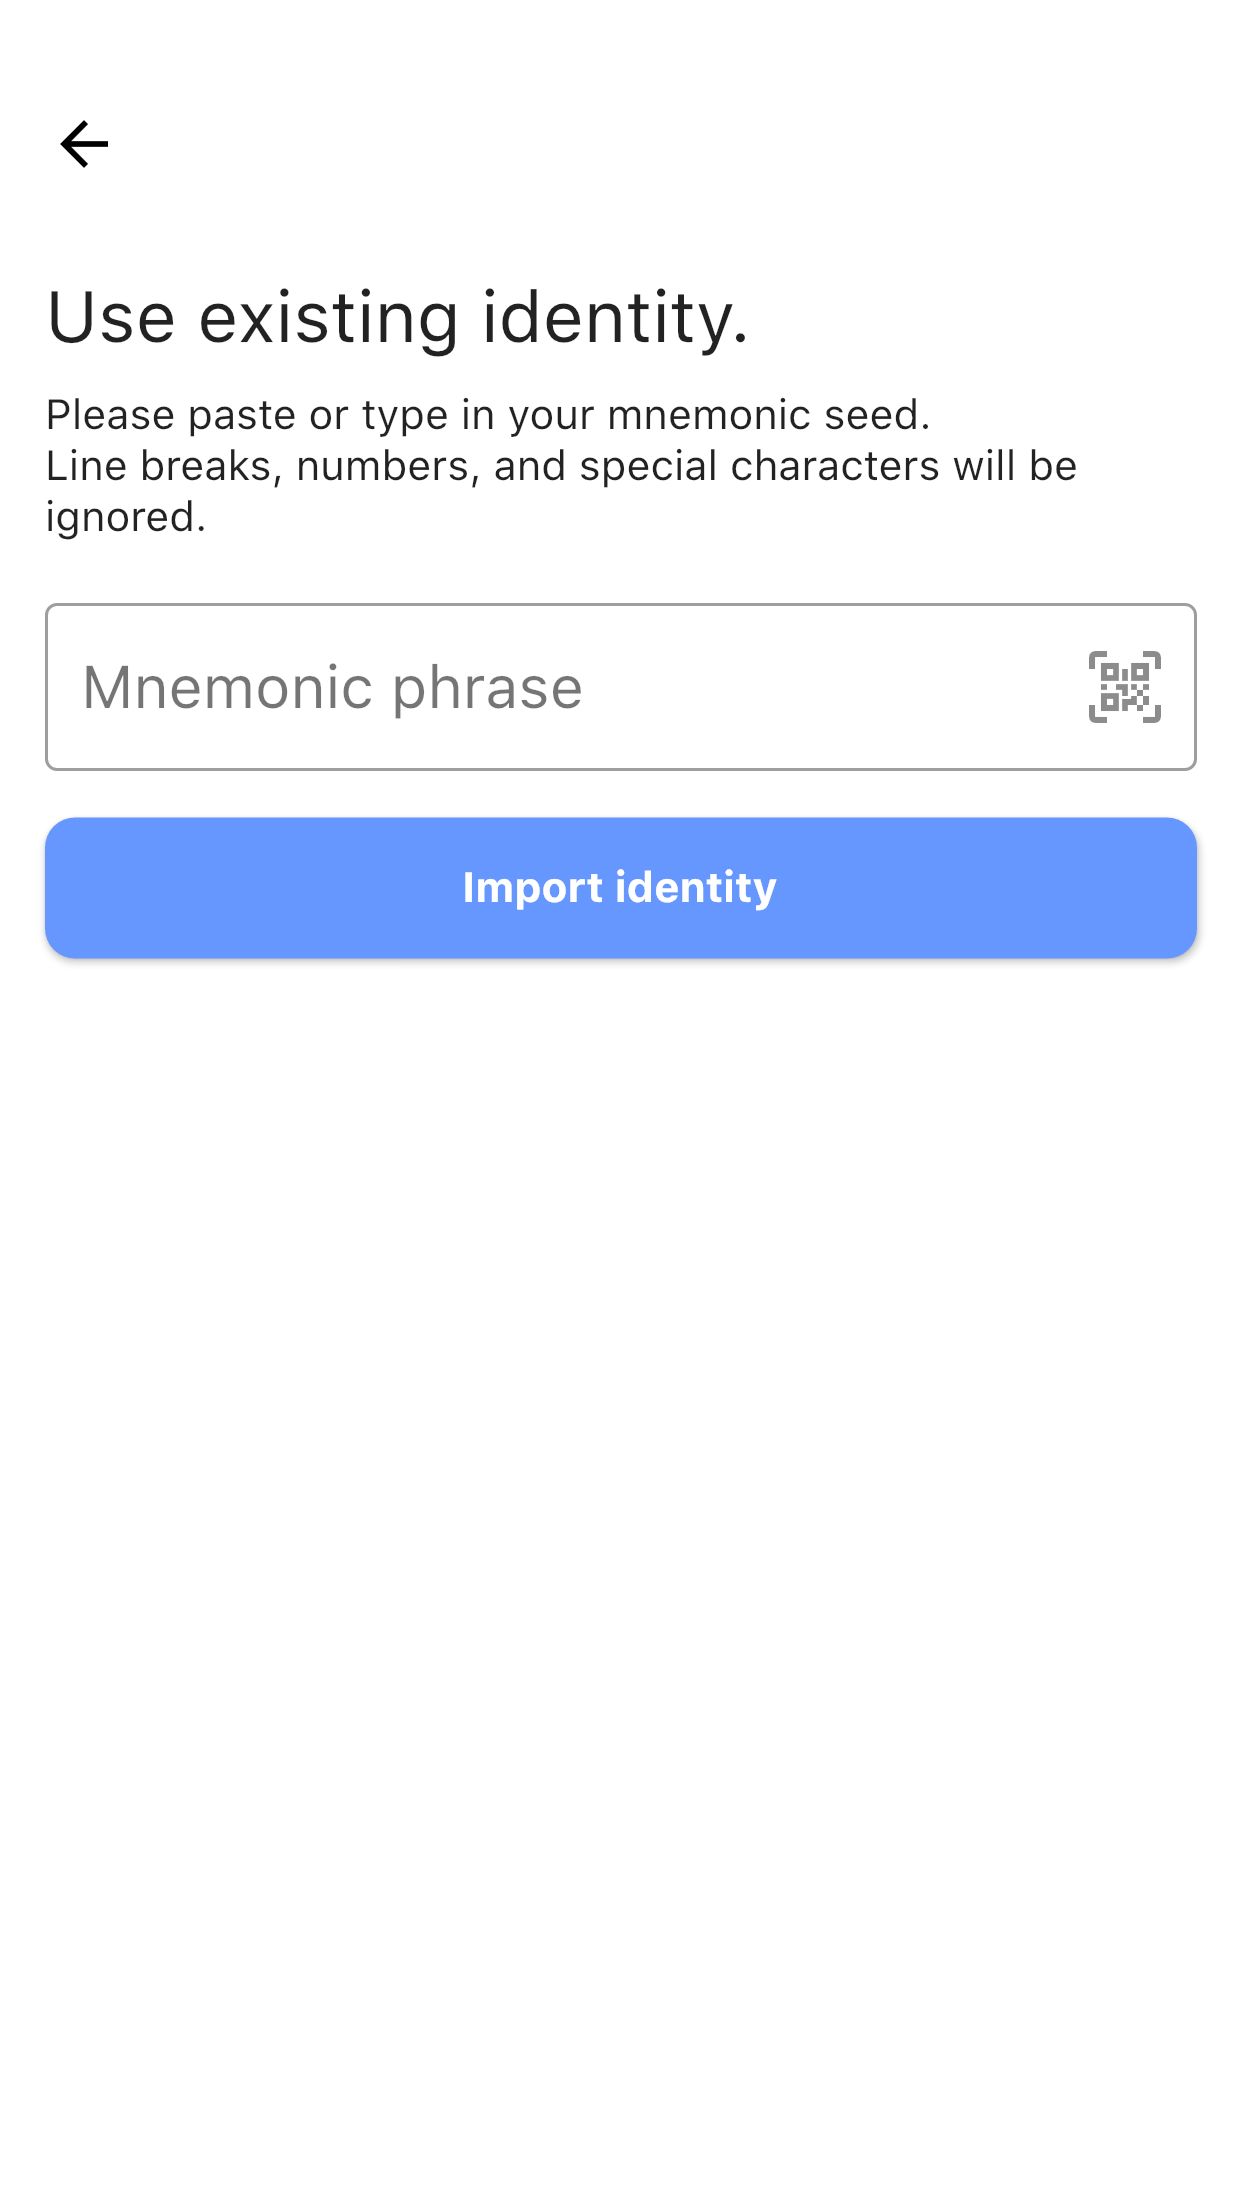 Use existing identity.
Please paste or type in your mnemonic seed.
Line breaks, numbers, and special characters will be
ignored.
Mnemonic phrase
Import identity